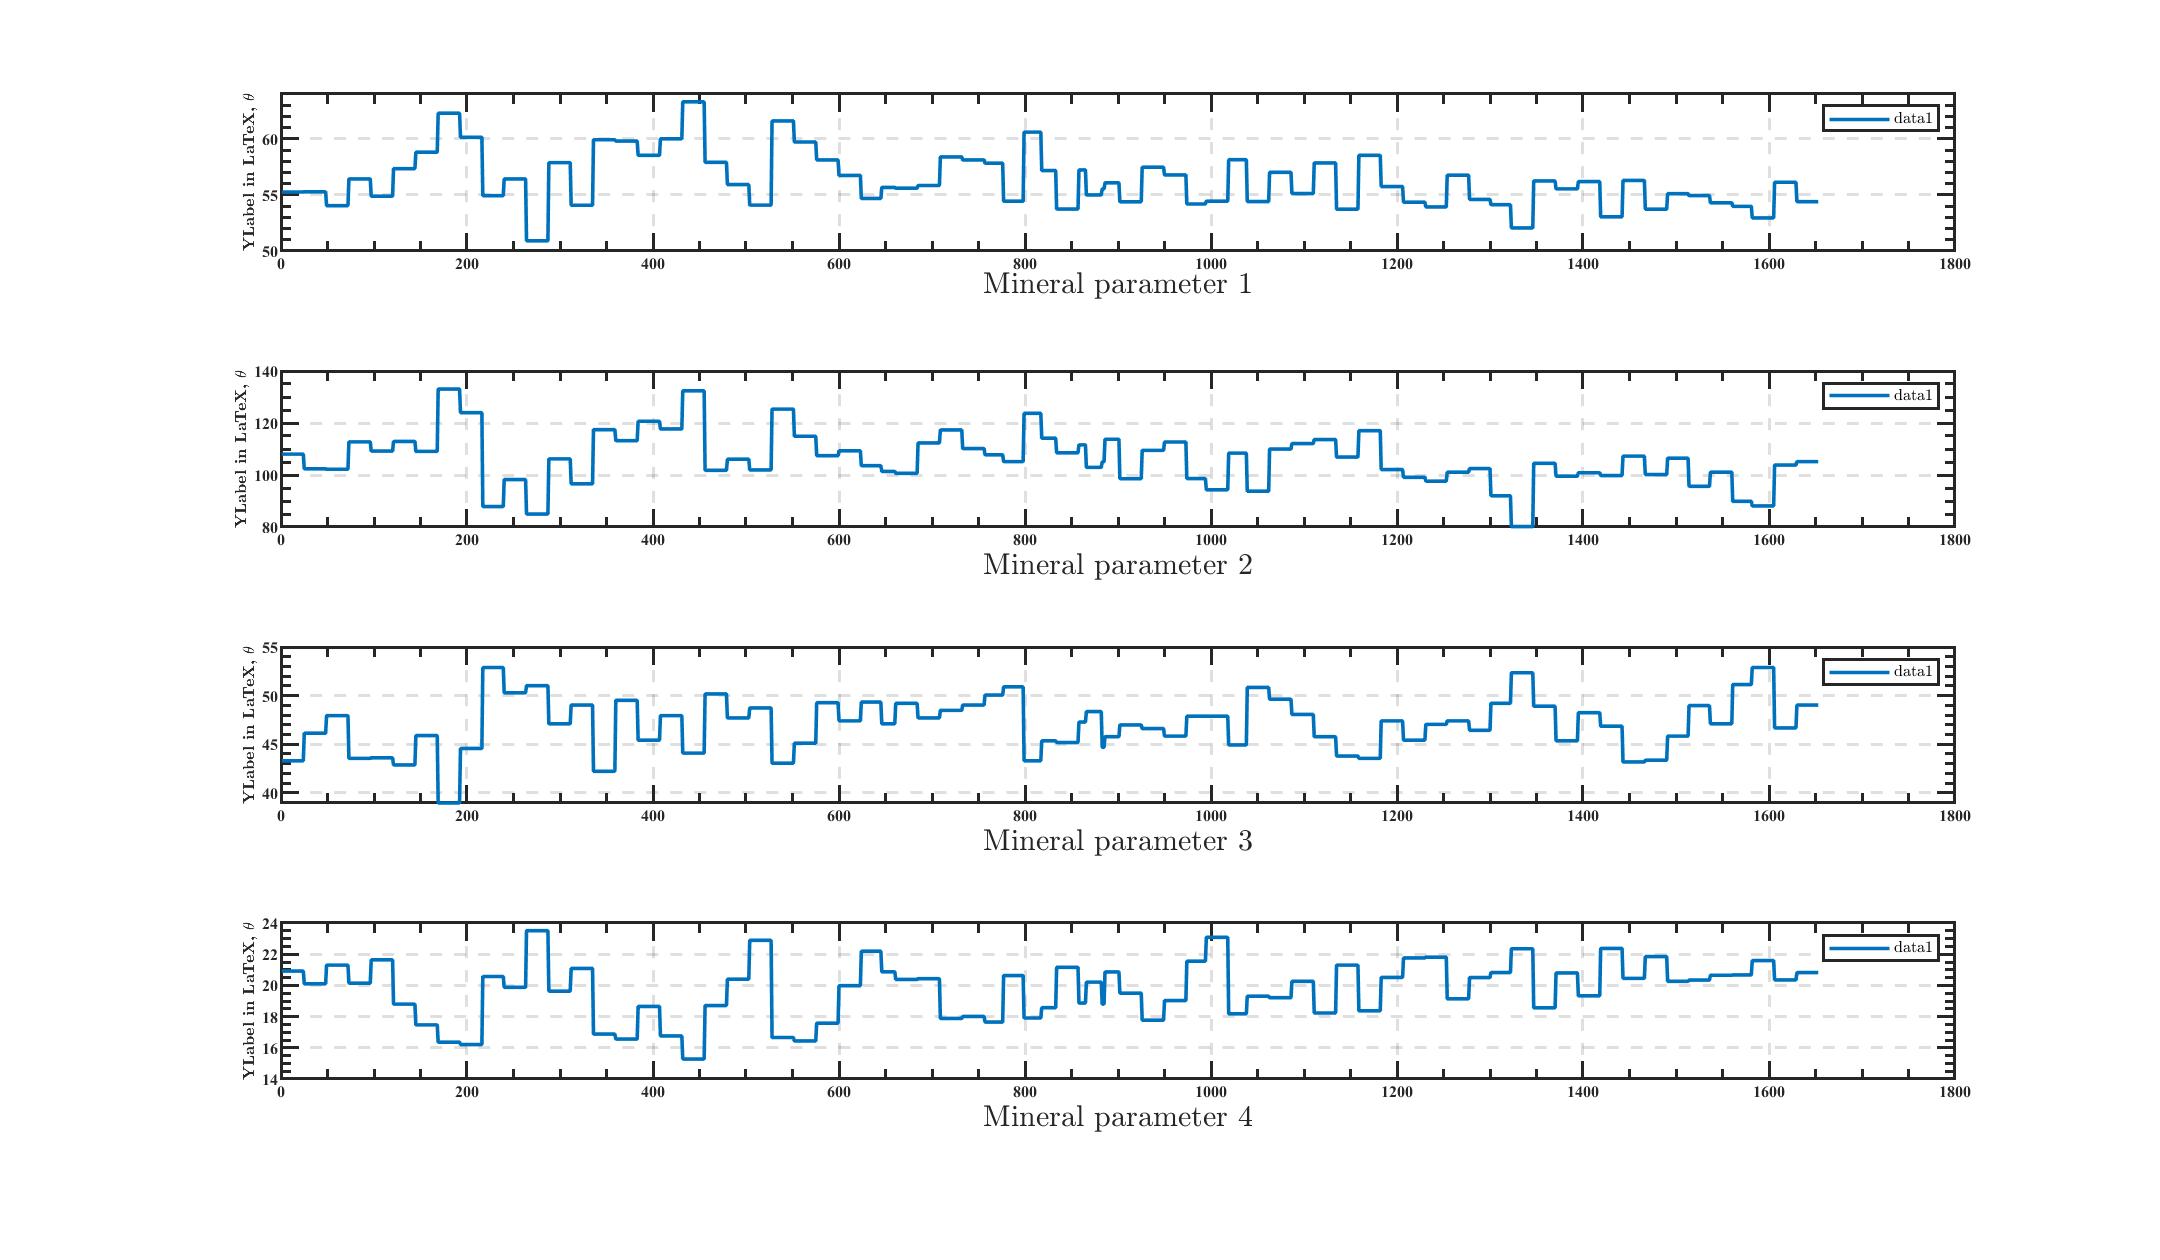 YLabel in LaTeX, θ
60
55
50
data1
0 200 400 600 800 1000 1200 1400 1600 1800
Mineral parameter 1
YLabel in LaTeX, θ
140
120
100
80
data1
0 200 400 600 800 1000 1200 1400 1600 1800
Mineral parameter 2
YLabel in LaTeX, θ
55
50
45
40
data1
0 200 400 600 800 1000 1200 1400 1600 1800
Mineral parameter 3
YLabel in LaTeX, θ
24
22
20
18
16
14
data1
0 200 400 600 800 1000 1200 1400 1600 1800
Mineral parameter 4